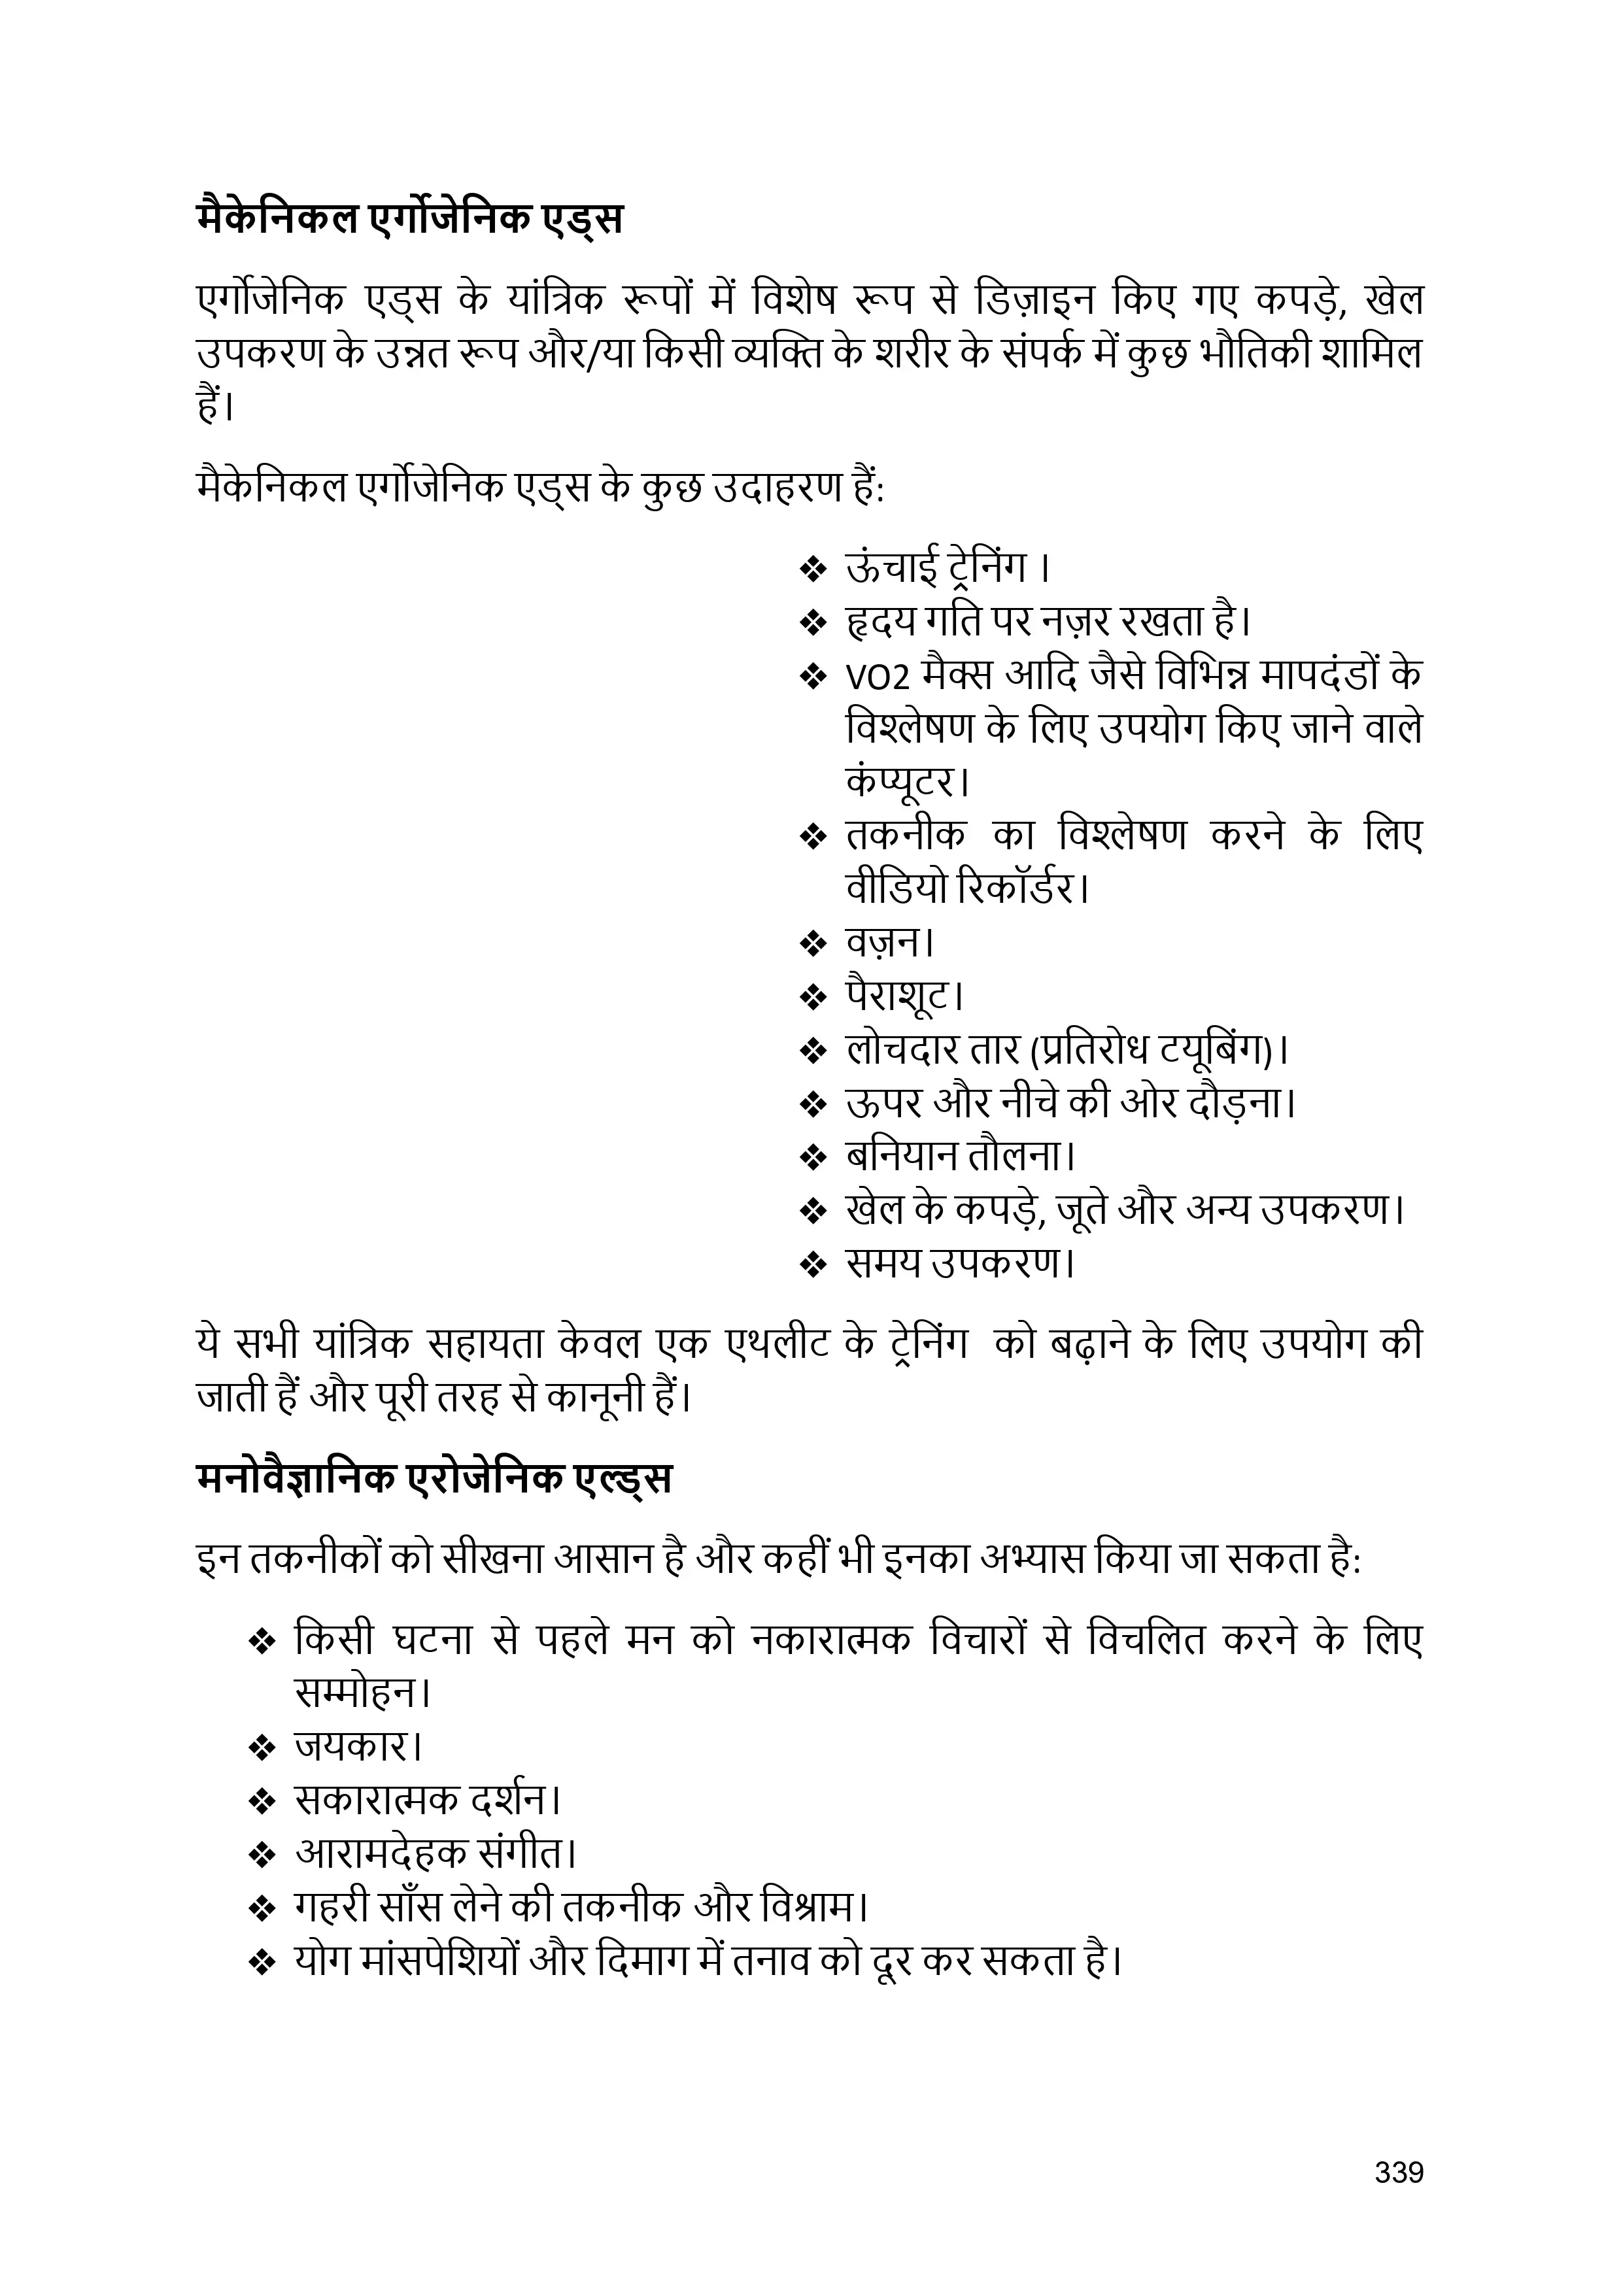 मैकेनिकल एर्गोजेनिक एड्स
एर्गोजेनिक एड्स के यांत्रिक रूपों में विशेष रूप से डिज़ाइन किए गए कपड़े, खेल
उपकरण के उन्नत रूप और/या किसी व्यक्ति के शरीर के संपर्क में कुछ भौतिकी शामिल
हैं।
मैकेनिकल एर्गोजेनिक एड्स के कुछ उदाहरण हैं:
❖ ऊंचाई ट्रेनिंग ।
❖ हृदय गति पर नज़र रखता है।
❖ VO2 मैक्स आदि जैसे विभिन्न मापदंडों के
विश्लेषण के लिए उपयोग किए जाने वाले
कंप्यूटर।
❖ तकनीक का विश्लेषण करने के लिए
वीडियो रिकॉर्डर।
❖ वज़न।
❖ पैराशूट।
❖ लोचदार तार (प्रतिरोध टयूबिंग)।
❖ ऊपर और नीचे की ओर दौड़ना।
❖ बनियान तौलना।
❖ खेल के कपड़े, जूते और अन्य उपकरण।
❖ समय उपकरण।
ये सभी यांत्रिक सहायता केवल एक एथलीट के ट्रेनिंग को बढ़ाने के लिए उपयोग की
जाती हैं और पूरी तरह से कानूनी हैं।
मनोवैज्ञानिक एरोजेनिक एल्ड्स
इन तकनीकों को सीखना आसान है और कहीं भी इनका अभ्यास किया जा सकता है:
❖ किसी घटना से पहले मन को नकारात्मक विचारों से विचलित करने के लिए
सम्मोहन।
❖ जयकार।
❖ सकारात्मक दर्शन।
❖ आरामदेहक संगीत।
❖ गहरी साँस लेने की तकनीक और विश्राम।
❖ योग मांसपेशियों और दिमाग में तनाव को दूर कर सकता है।
339